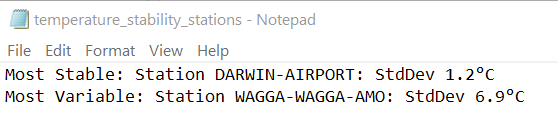 temperature_stability_stations - Notepad
File Edit Format View Help
Most Stable: Station DARWIN-AIRPORT: StdDev 1.2°C
Most Variable: Station WAGGA-WAGGA-AMO: StdDev 6.9°C